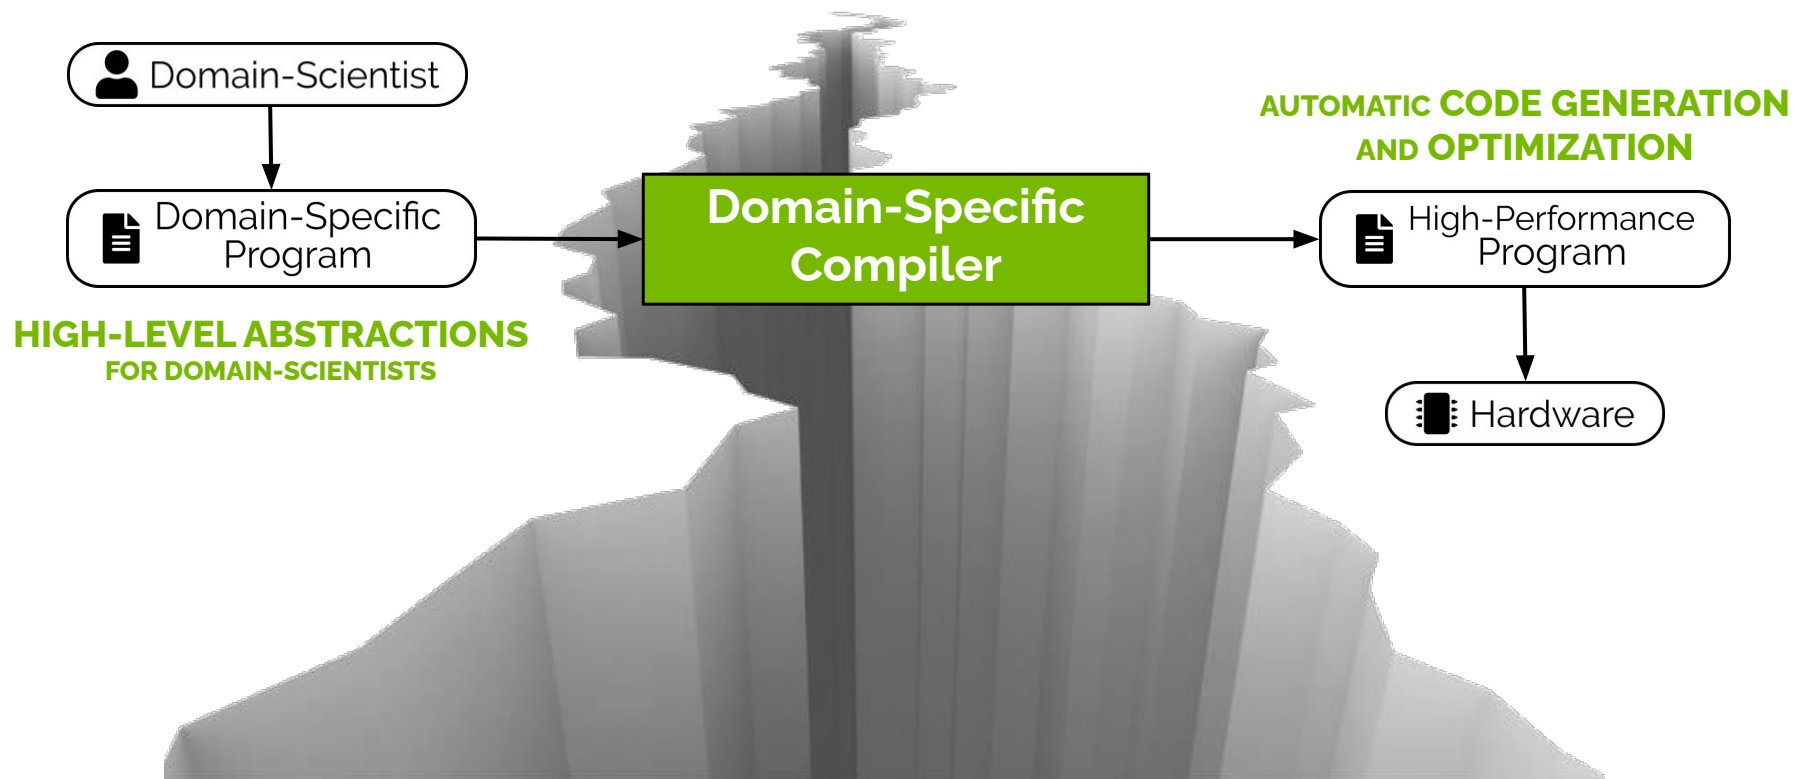 Domain-Scientist
Domain-Specific
Program
HIGH-LEVEL ABSTRACTIONS
FOR DOMAIN-SCIENTISTS
Domain-Specific
Compiler
AUTOMATIC CODE GENERATION
AND OPTIMIZATION
High-Performance
Program
Hardware